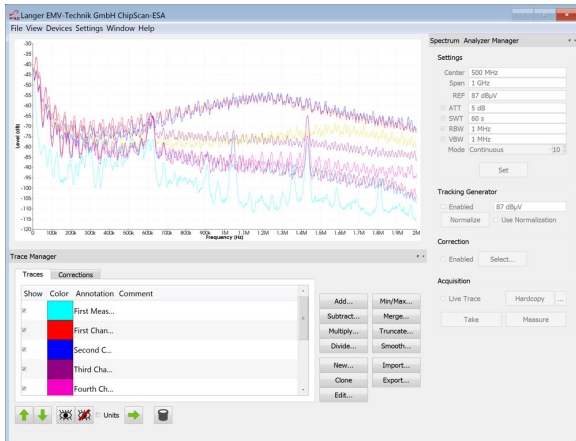 Langer EMV-Technik GmbH ChipScan-ESA
File View Devices Settings Window Help
-30
-35
-40
-45
-50
-55
-60
-65
-70
-75
-80
-85
-90
-95
-100
-105
-110
-115
-120
Level (dB)
0 100k 200k 300k 400k 500k 600k 700k 800k 900k 1M 1.1M 1.2M 1.3M 1.4M 1.5M 1.6M 1.7M 1.8M 1.9M 2M
Frequency (Hz)
Trace Manager
Traces Corrections
Show Color Annotation Comment
First Meas...
First Chan...
Second C...
Third Cha...
Fourth Ch...
Units
Add... Min/Max...
Subtract... Merge...
Multiply... Truncate...
Divide... Smooth...
New... Import...
Clone Export...
Edit...
Spectrum Analyzer Manager
Settings
Center 500 MHz
Span 1 GHz
REF 87 dBµV
ATT 5 dB
SWT 60 s
RBW 1 MHz
VBW 1 MHz
Mode Continuous 10
Set
Tracking Generator
Enabled 87 dBµV
Normalize Use Normalization
Correction
Enabled Select...
Acquisition
Live Trace Hardcopy ...
Take Measure